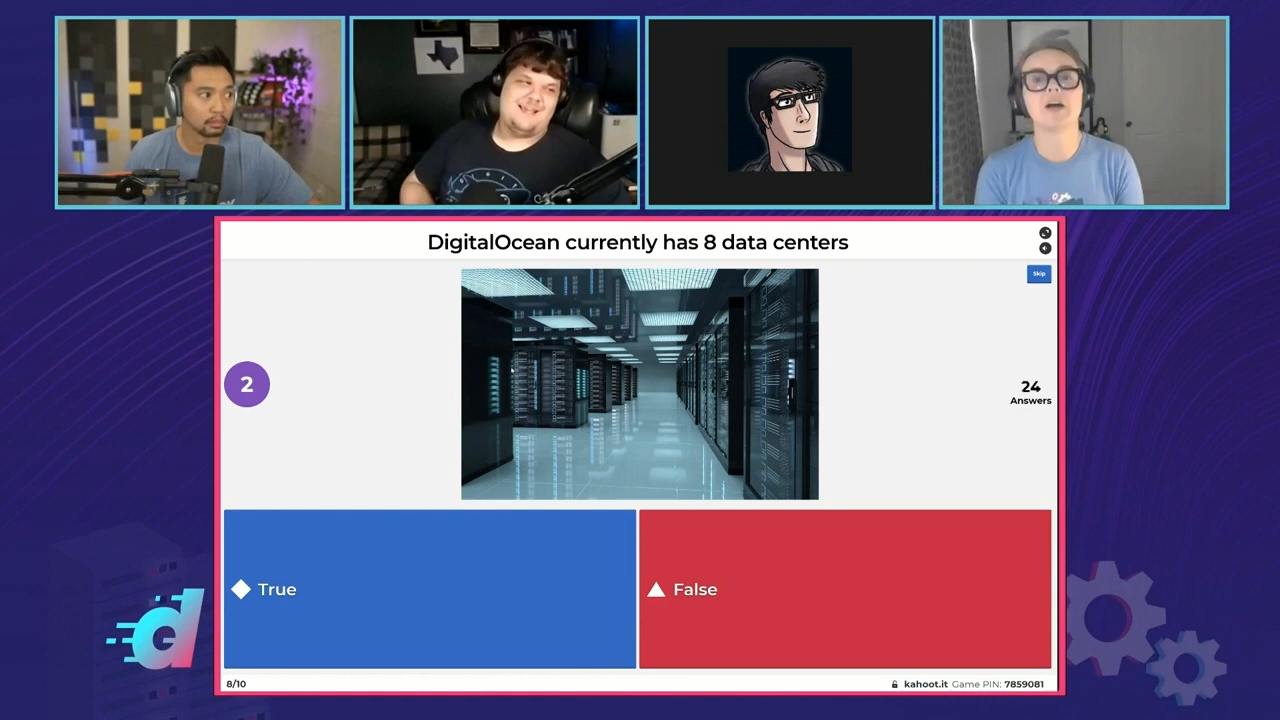 DigitalOcean currently has 8 data centers
Skip
2
24
Answers
True
False
8/10
kahoot.it Game PIN: 7859081